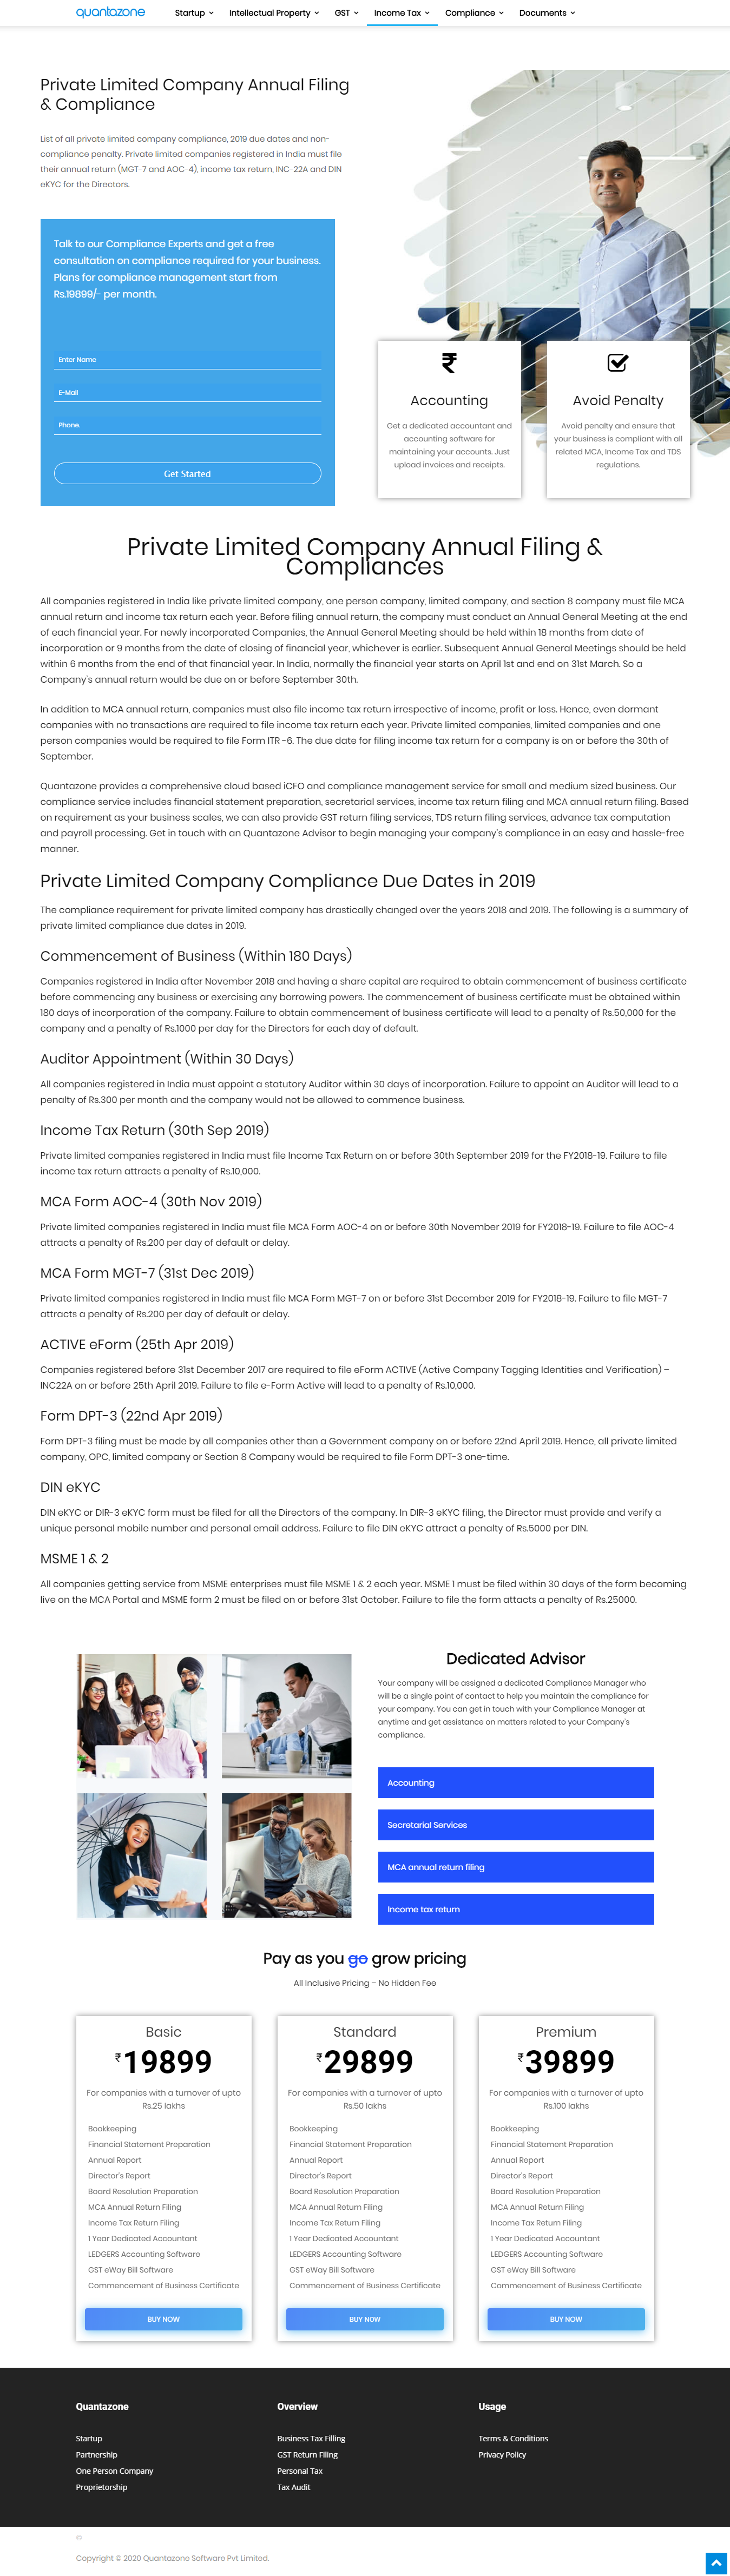 quantazone
Startup
Intellectual Property
GST
Income Tax
Compliance
Documents
Private Limited Company Annual Filing
& Compliance
List of all private limited company compliance, 2019 due dates and non-
compliance penalty. Private limited companies registered in India must file
their annual return (MGT-7 and AOC-4), income tax return, INC-22A and DIN
eKYC for the Directors.
Talk to our Compliance Experts and get a free
consultation on compliance required for your business.
Plans for compliance management start from
Rs.19899/- per month.
Enter Name
E-Mail
Phone.
Get Started
Accounting
Get a dedicated accountant and
accounting software for
maintaining your accounts. Just
upload invoices and receipts.
Avoid Penalty
Avoid penalty and ensure that
your business is compliant with all
related MCA, Income Tax and TDS
regulations.
Private Limited Company Annual Filing &
Compliances
All companies registered in India like private limited company, one person company, limited company, and section 8 company must file MCA
annual return and income tax return each year. Before filing annual return, the company must conduct an Annual General Meeting at the end
of each financial year. For newly incorporated Companies, the Annual General Meeting should be held within 18 months from date of
incorporation or 9 months from the date of closing of financial year, whichever is earlier. Subsequent Annual General Meetings should be held
within 6 months from the end of that financial year. In India, normally the financial year starts on April 1st and end on 31st March. So a
Company's annual return would be due on or before September 30th.
In addition to MCA annual return, companies must also file income tax return irrespective of income, profit or loss. Hence, even dormant
companies with no transactions are required to file income tax return each year. Private limited companies, limited companies and one
person companies would be required to file Form ITR -6. The due date for filing income tax return for a company is on or before the 30th of
September.
Quantazone provides a comprehensive cloud based iCFO and compliance management service for small and medium sized business. Our
compliance service includes financial statement preparation, secretarial services, income tax return filing and MCA annual return filing. Based
on requirement as your business scales, we can also provide GST return filing services, TDS return filing services, advance tax computation
and payroll processing. Get in touch with an Quantazone Advisor to begin managing your company's compliance in an easy and hassle-free
manner.
Private Limited Company Compliance Due Dates in 2019
The compliance requirement for private limited company has drastically changed over the years 2018 and 2019. The following is a summary of
private limited compliance due dates in 2019.
Commencement of Business (Within 180 Days)
Companies registered in India after November 2018 and having a share capital are required to obtain commencement of business certificate
before commencing any business or exercising any borrowing powers. The commencement of business certificate must be obtained within
180 days of incorporation of the company. Failure to obtain commencement of business certificate will lead to a penalty of Rs.50,000 for the
company and a penalty of Rs.1000 per day for the Directors for each day of default.
Auditor Appointment (Within 30 Days)
All companies registered in India must appoint a statutory Auditor within 30 days of incorporation. Failure to appoint an Auditor will lead to a
penalty of Rs.300 per month and the company would not be allowed to commence business.
Income Tax Return (30th Sep 2019)
Private limited companies registered in India must file Income Tax Return on or before 30th September 2019 for the FY2018-19. Failure to file
income tax return attracts a penalty of Rs.10,000.
MCA Form AOC-4 (30th Nov 2019)
Private limited companies registered in India must file MCA Form AOC-4 on or before 30th November 2019 for FY2018-19. Failure to file AOC-4
attracts a penalty of Rs.200 per day of default or delay.
MCA Form MGT-7 (31st Dec 2019)
Private limited companies registered in India must file MCA Form MGT-7 on or before 31st December 2019 for FY2018-19. Failure to file MGT-7
attracts a penalty of Rs.200 per day of default or delay.
ACTIVE eForm (25th Apr 2019)
Companies registered before 31st December 2017 are required to file eForm ACTIVE (Active Company Tagging Identities and Verification) –
INC22A on or before 25th April 2019. Failure to file e-Form Active will lead to a penalty of Rs.10,000.
Form DPT-3 (22nd Apr 2019)
Form DPT-3 filing must be made by all companies other than a Government company on or before 22nd April 2019. Hence, all private limited
company, OPC, limited company or Section 8 Company would be required to file Form DPT-3 one-time.
DIN eKYC
DIN eKYC or DIR-3 eKYC form must be filed for all the Directors of the company. In DIR-3 eKYC filing, the Director must provide and verify a
unique personal mobile number and personal email address. Failure to file DIN eKYC attract a penalty of Rs.5000 per DIN.
MSME 1 & 2
All companies getting service from MSME enterprises must file MSME 1 & 2 each year. MSME 1 must be filed within 30 days of the form becoming
live on the MCA Portal and MSME form 2 must be filed on or before 31st October. Failure to file the form attacts a penalty of Rs.25000.
Dedicated Advisor
Your company will be assigned a dedicated Compliance Manager who
will be a single point of contact to help you maintain the compliance for
your company. You can get in touch with your Compliance Manager at
anytime and get assistance on matters related to your Company's
compliance.
Accounting
Secretarial Services
MCA annual return filing
Income tax return
Pay as you go grow pricing
All Inclusive Pricing – No Hidden Fee
Basic
₹19899
For companies with a turnover of upto
Rs.25 lakhs
Bookkeeping
Financial Statement Preparation
Annual Report
Director's Report
Board Resolution Preparation
MCA Annual Return Filing
Income Tax Return Filing
1 Year Dedicated Accountant
LEDGERS Accounting Software
GST eWay Bill Software
Commencement of Business Certificate
BUY NOW
Standard
₹29899
For companies with a turnover of upto
Rs.50 lakhs
Bookkeeping
Financial Statement Preparation
Annual Report
Director's Report
Board Resolution Preparation
MCA Annual Return Filing
Income Tax Return Filing
1 Year Dedicated Accountant
LEDGERS Accounting Software
GST eWay Bill Software
Commencement of Business Certificate
BUY NOW
Premium
₹39899
For companies with a turnover of upto
Rs.100 lakhs
Bookkeeping
Financial Statement Preparation
Annual Report
Director's Report
Board Resolution Preparation
MCA Annual Return Filing
Income Tax Return Filing
1 Year Dedicated Accountant
LEDGERS Accounting Software
GST eWay Bill Software
Commencement of Business Certificate
BUY NOW
Quantazone
Startup
Partnership
One Person Company
Proprietorship
Overview
Business Tax Filling
GST Return Filing
Personal Tax
Tax Audit
Usage
Terms & Conditions
Privacy Policy
©
Copyright © 2020 Quantazone Software Pvt Limited.